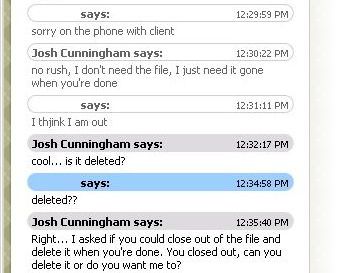 says: 12:29:59 PM
sorry on the phone with client
Josh Cunningham says: 12:30:22 PM
no rush, I don't need the file, I just need it gone
when you're done
says: 12:31:11 PM
I thjink I am out
Josh Cunningham says: 12:32:17 PM
cool... is it deleted?
says: 12:34:58 PM
deleted??
Josh Cunningham says: 12:35:40 PM
Right... I asked if you could close out of the file and
delete it when you're done. You closed out, can you
delete it or do you want me to?